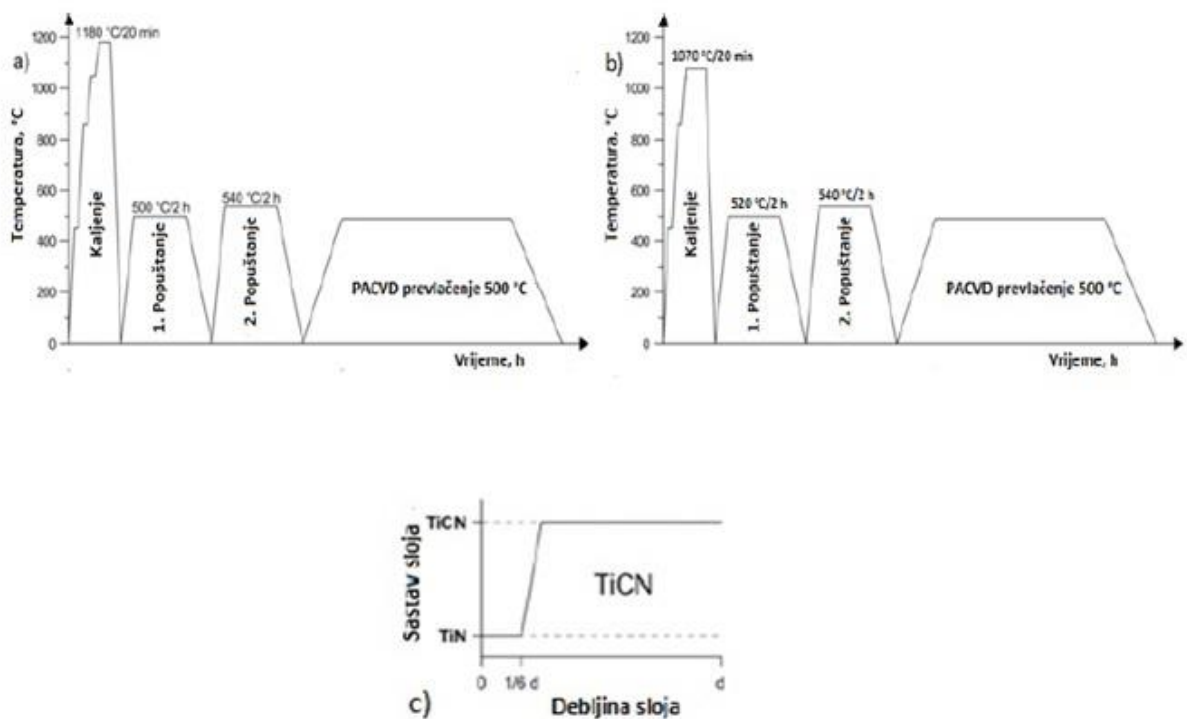 a)
1180 °C/20 min
1200
1000
800
600
400
200
0
Temperatura, °C
Kaljenje
500 °C/2 h
1. Popuštanje
540 °C/2 h
2. Popuštanje
PACVD prevlačenje 500 °C
Vrijeme, h
b)
1070 °C/20 min
1200
1000
800
600
400
200
0
Temperatura, °C
Kaljenje
520 °C/2 h
1. Popuštanje
540 °C/2 h
2. Popuštanje
PACVD prevlačenje 500 °C
Vrijeme, h
c)
Sastav sloja
TiCN
TiN
TiCN
0 1/6 d d
Debljina sloja